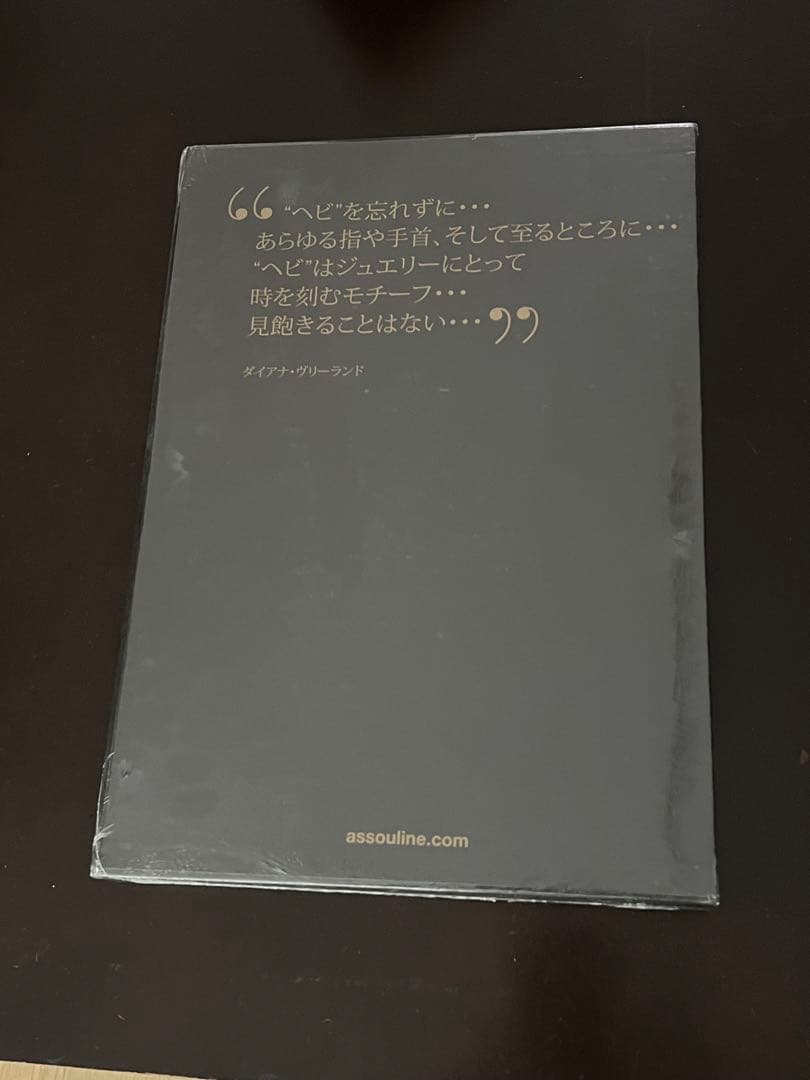 “ “ヘビ”を忘れずに・・・
あらゆる指や手首、そして至るところに・・・
“ヘビ”はジュエリーにとって
時を刻むモチーフ・・・
見飽きることはない・・・ ”
ダイアナ・ヴリーランド
assouline.com